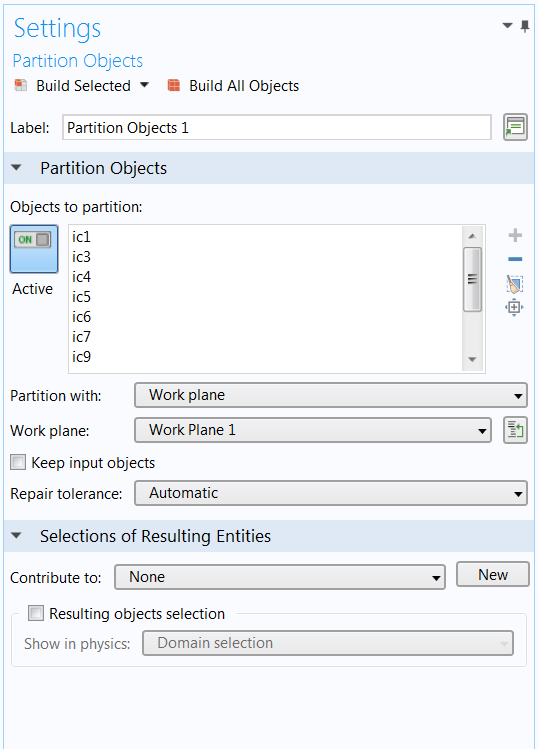 Settings
Partition Objects
Build Selected Build All Objects
Label: Partition Objects 1
Partition Objects
Objects to partition:
ON
Active
ic1
ic3
ic4
ic5
ic6
ic7
ic9
Partition with: Work plane
Work plane: Work Plane 1
Keep input objects
Repair tolerance: Automatic
Selections of Resulting Entities
Contribute to: None New
Resulting objects selection
Show in physics: Domain selection